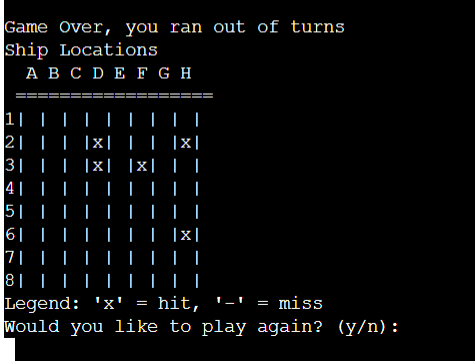 Game Over, you ran out of turns
Ship Locations
  A B C D E F G H
 ==================
1| | | | | | | | |
2| | | |x| | | |x|
3| | | |x| |x| | |
4| | | | | | | | |
5| | | | | | | | |
6| | | | | | | |x|
7| | | | | | | | |
8| | | | | | | | |
Legend: 'x' = hit, '-' = miss
Would you like to play again? (y/n):